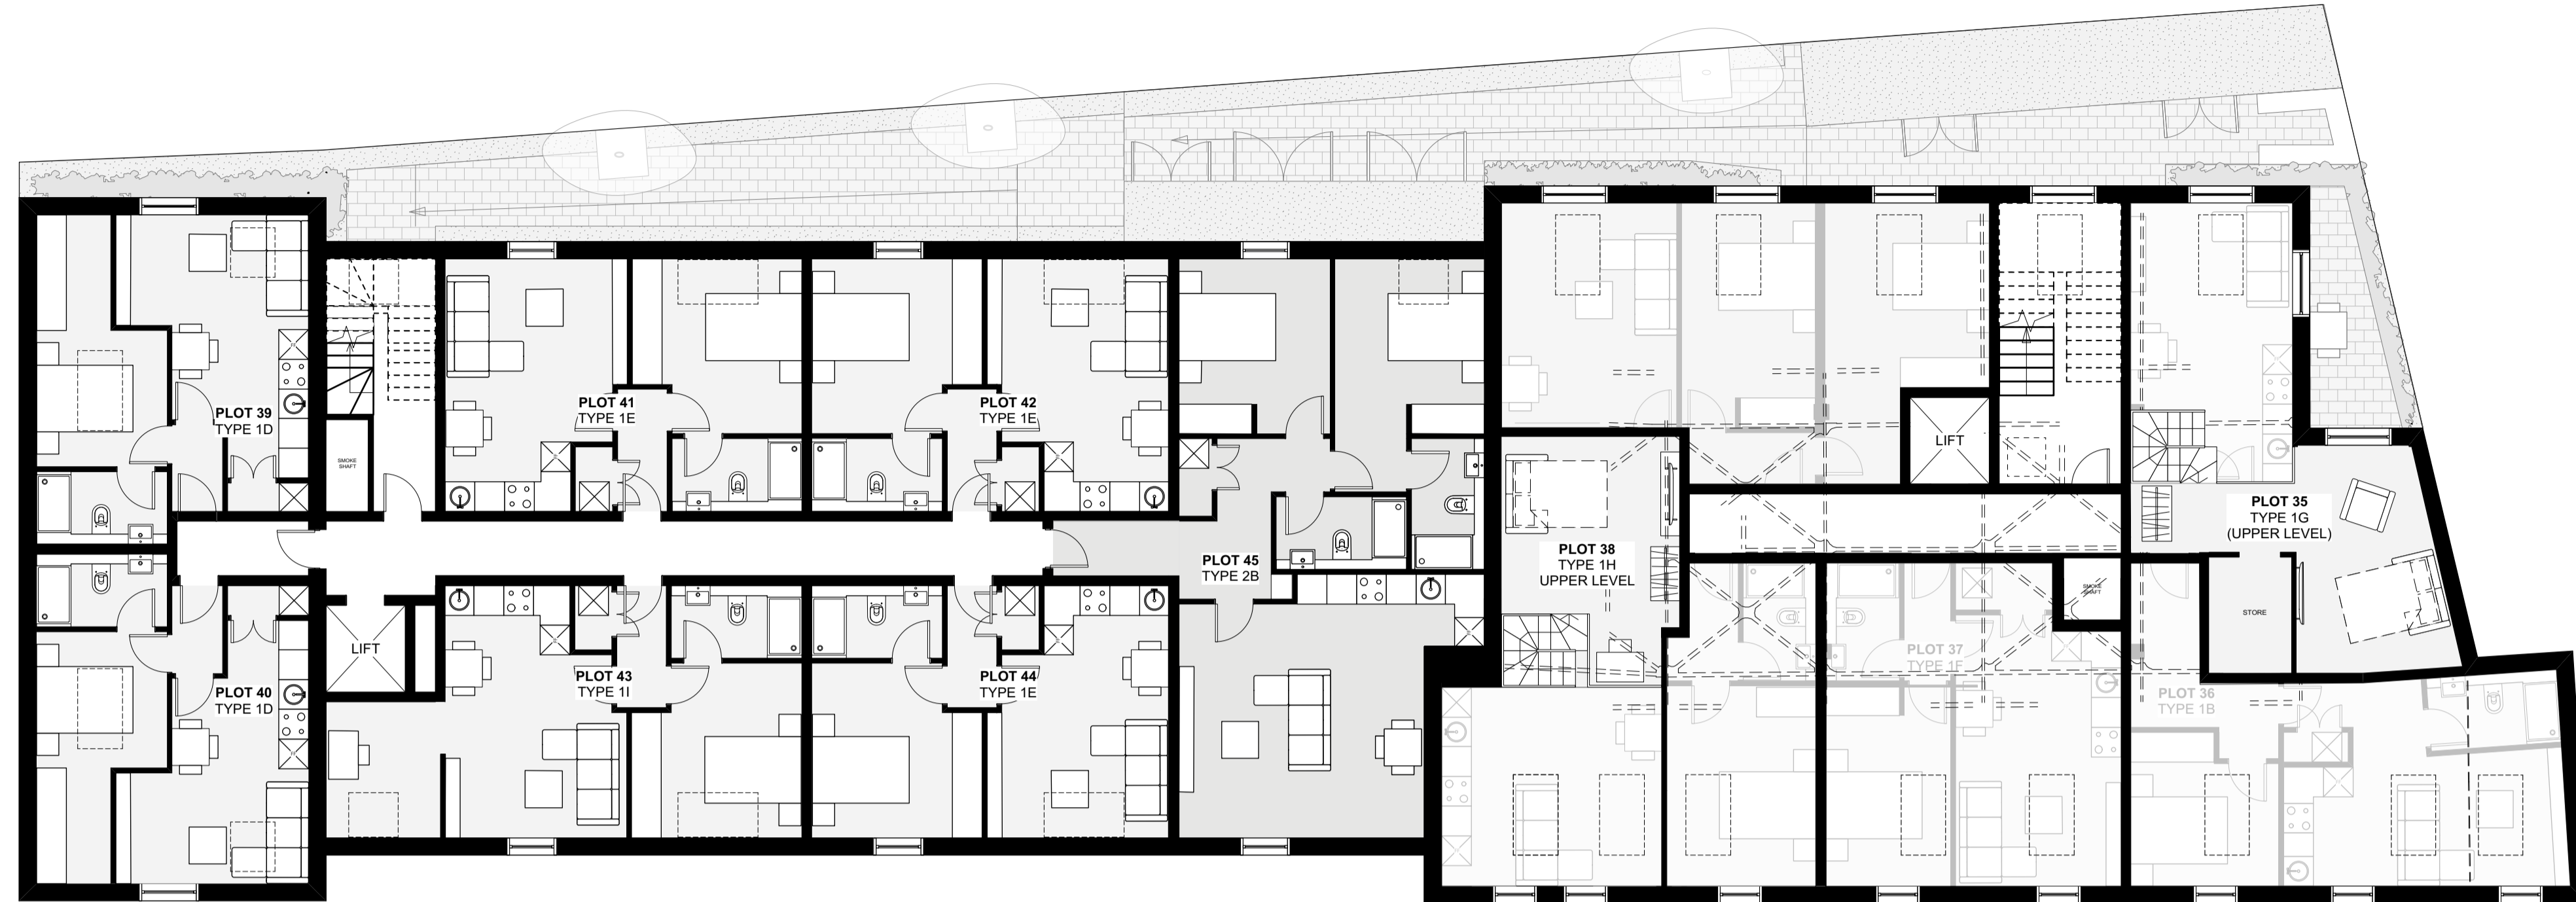 PLOT 39
TYPE 1D
SMOKE
SHAFT
PLOT 41
TYPE 1E
PLOT 42
TYPE 1E
LIFT
PLOT 45
TYPE 2B
PLOT 38
TYPE 1H
UPPER LEVEL
PLOT 35
TYPE 1G
(UPPER LEVEL)
SMOKE
SHAFT
STORE
LIFT
PLOT 40
TYPE 1D
PLOT 43
TYPE 1I
PLOT 44
TYPE 1E
PLOT 37
TYPE 1F
PLOT 36
TYPE 1B